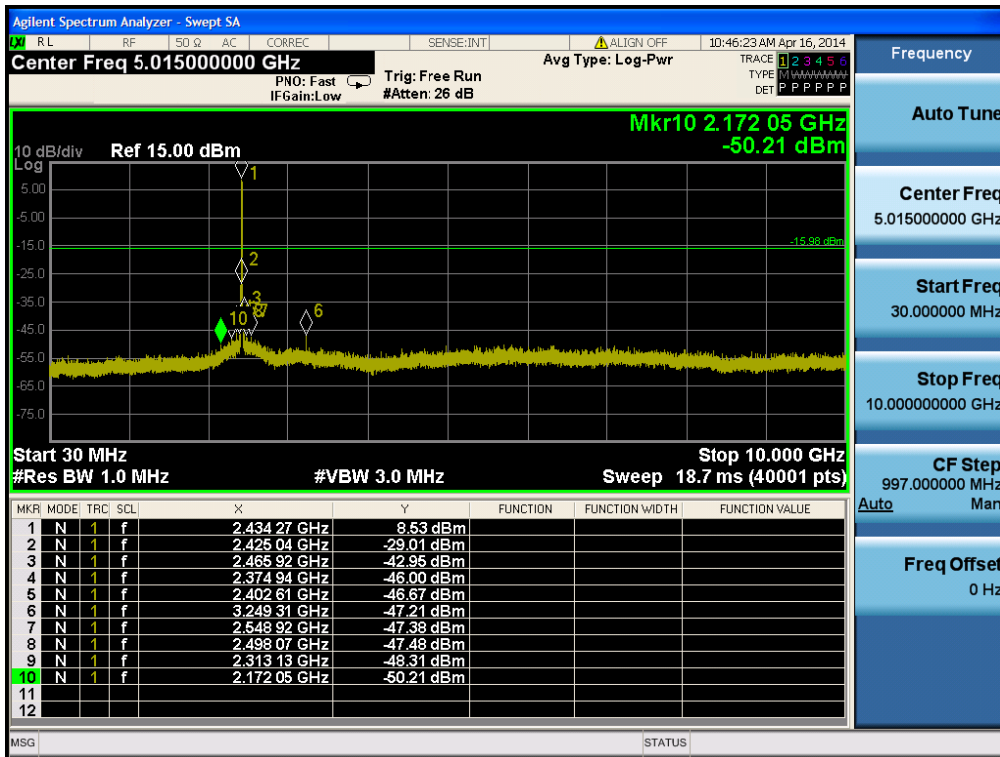 Agilent Spectrum Analyzer - Swept SA
LXI RL RF 50 Ω AC CORREC SENSE:INT ALIGN OFF 10:46:23 AM Apr 16, 2014
Center Freq 5.015000000 GHz
PNO: Fast
IFGain:Low
Trig: Free Run
#Atten: 26 dB
Avg Type: Log-Pwr
TRACE 1 2 3 4 5 6
TYPE M
DET P P P P P P
Mkr10 2.172 05 GHz
-50.21 dBm
10 dB/div Ref 15.00 dBm
Log
1
5.00
-5.00
-15.0
-15.98 dBm
2
-25.0
3
-35.0
6
10
-45.0
-55.0
-65.0
-75.0
Start 30 MHz Stop 10.000 GHz
#Res BW 1.0 MHz #VBW 3.0 MHz Sweep 18.7 ms (40001 pts)
MKR MODE TRC SCL X Y FUNCTION FUNCTION WIDTH FUNCTION VALUE
1 N 1 f 2.434 27 GHz 8.53 dBm
2 N 1 f 2.425 04 GHz -29.01 dBm
3 N 1 f 2.465 92 GHz -42.95 dBm
4 N 1 f 2.374 94 GHz -46.00 dBm
5 N 1 f 2.402 61 GHz -46.67 dBm
6 N 1 f 3.249 31 GHz -47.21 dBm
7 N 1 f 2.548 92 GHz -47.38 dBm
8 N 1 f 2.498 07 GHz -47.48 dBm
9 N 1 f 2.313 13 GHz -48.31 dBm
10 N 1 f 2.172 05 GHz -50.21 dBm
11
12
MSG STATUS
Frequency
Auto Tune
Center Freq
5.015000000 GHz
Start Freq
30.000000 MHz
Stop Freq
10.000000000 GHz
CF Step
997.000000 MHz
Auto Man
Freq Offset
0 Hz